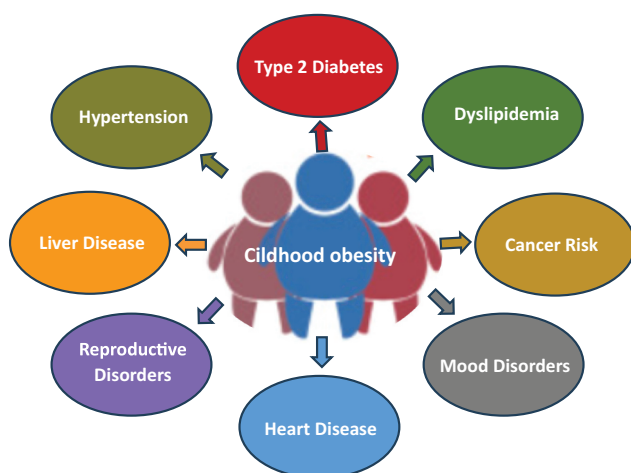 Type 2 Diabetes
Hypertension
Dyslipidemia
Liver Disease
Cildhood obesity
Cancer Risk
Reproductive
Disorders
Mood Disorders
Heart Disease